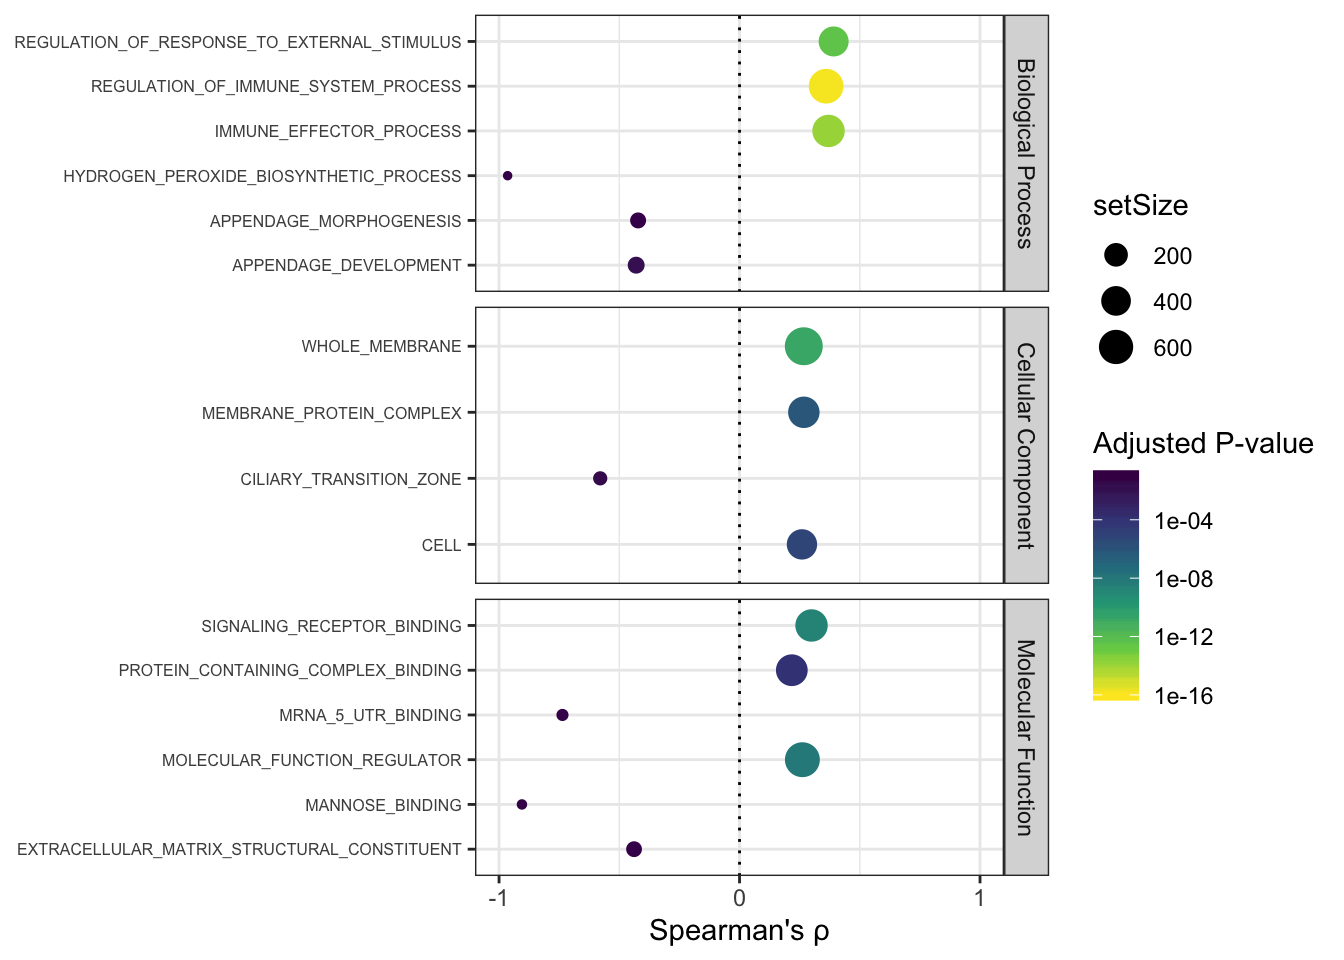 REGULATION_OF_RESPONSE_TO_EXTERNAL_STIMULUS
REGULATION_OF_IMMUNE_SYSTEM_PROCESS
IMMUNE_EFFECTOR_PROCESS
HYDROGEN_PEROXIDE_BIOSYNTHETIC_PROCESS
APPENDAGE_MORPHOGENESIS
APPENDAGE_DEVELOPMENT
Biological Process
WHOLE_MEMBRANE
MEMBRANE_PROTEIN_COMPLEX
CILIARY_TRANSITION_ZONE
CELL
Cellular Component
SIGNALING_RECEPTOR_BINDING
PROTEIN_CONTAINING_COMPLEX_BINDING
MRNA_5_UTR_BINDING
MOLECULAR_FUNCTION_REGULATOR
MANNOSE_BINDING
EXTRACELLULAR_MATRIX_STRUCTURAL_CONSTITUENT
Molecular Function
-1 0 1
Spearman's ρ
setSize
200
400
600
Adjusted P-value
1e-04
1e-08
1e-12
1e-16